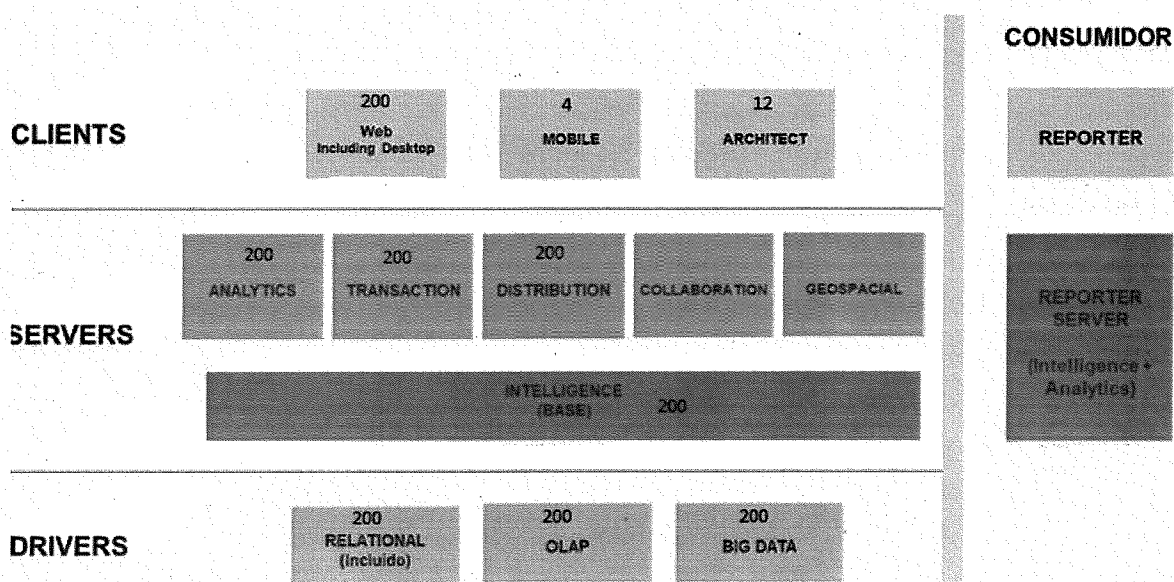 CONSUMIDOR
CLIENTS
200
Web
Including Desktop
4
MOBILE
12
ARCHITECT
REPORTER
SERVERS
200
ANALYTICS
200
TRANSACTION
200
DISTRIBUTION
COLLABORATION
GEOSPACIAL
INTELLIGENCE
(BASE) 200
REPORTER
SERVER
(Intelligence +
Analytics)
DRIVERS
200
RELATIONAL
(Incluido)
200
OLAP
200
BIG DATA